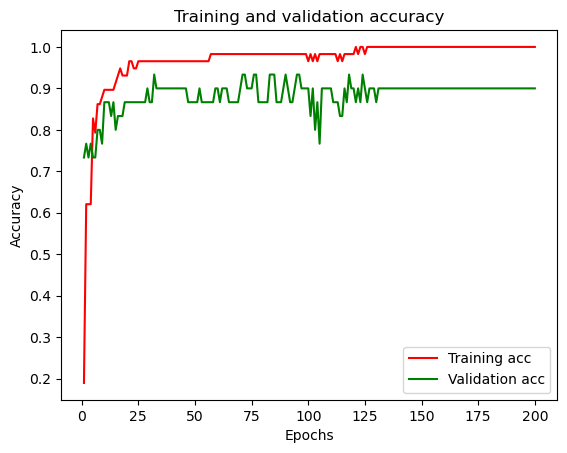 Training and validation accuracy
1.0
0.9
0.8
0.7
0.6
0.5
0.4
0.3
0.2
Accuracy
Training acc
Validation acc
0 25 50 75 100 125 150 175 200
Epochs